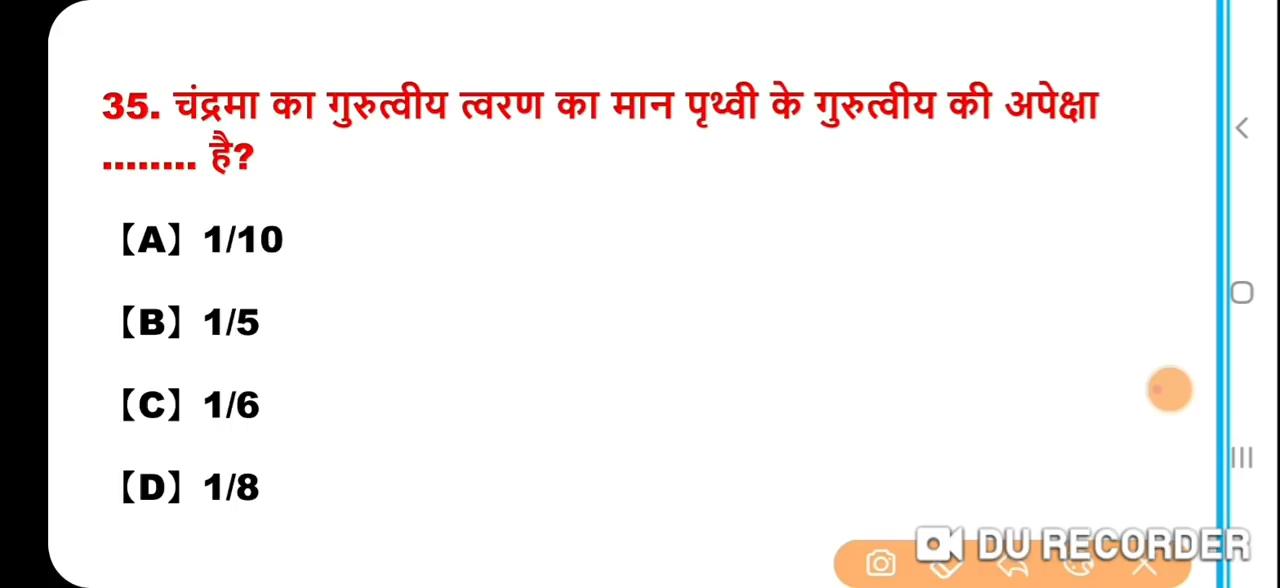 35. चंद्रमा का गुरुत्वीय त्वरण का मान पृथ्वी के गुरुत्वीय की अपेक्षा
........ है?
【A】 1/10
【B】 1/5
【C】 1/6
【D】 1/8
DU RECORDER